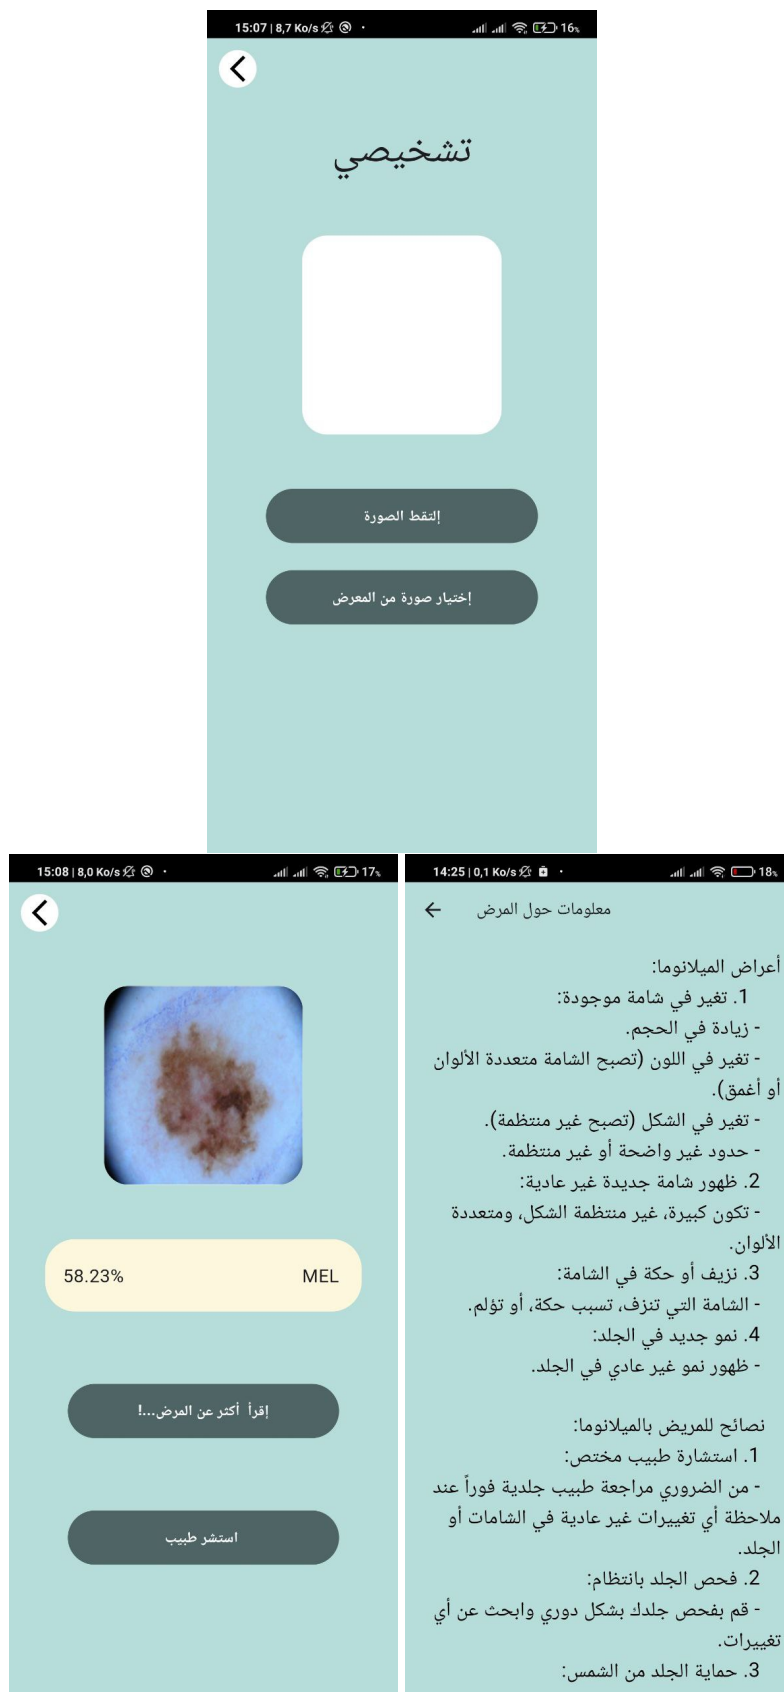 15:07 | 8,7 Ko/s
16%
تشخيصي
إلتقط الصورة
إختيار صورة من المعرض
15:08 | 8,0 Ko/s
17%
58.23% MEL
إقرأ أكثر عن المرض...!
استشر طبيب
14:25 | 0,1 Ko/s
18%
معلومات حول المرض
أعراض الميلانوما:
1. تغير في شامة موجودة:
- زيادة في الحجم.
- تغير في اللون (تصبح الشامة متعددة الألوان
أو أغمق).
- تغير في الشكل (تصبح غير منتظمة).
- حدود غير واضحة أو غير منتظمة.
2. ظهور شامة جديدة غير عادية:
- تكون كبيرة، غير منتظمة الشكل، ومتعددة
الألوان.
3. نزيف أو حكة في الشامة:
- الشامة التي تنزف، تسبب حكة، أو تؤلم.
4. نمو جديد في الجلد:
- ظهور نمو غير عادي في الجلد.
نصائح للمريض بالميلانوما:
1. استشارة طبيب مختص:
- من الضروري مراجعة طبيب جلدية فوراً عند
ملاحظة أي تغييرات غير عادية في الشامات أو
الجلد.
2. فحص الجلد بانتظام:
- قم بفحص جلدك بشكل دوري وابحث عن أي
تغييرات.
3. حماية الجلد من الشمس: